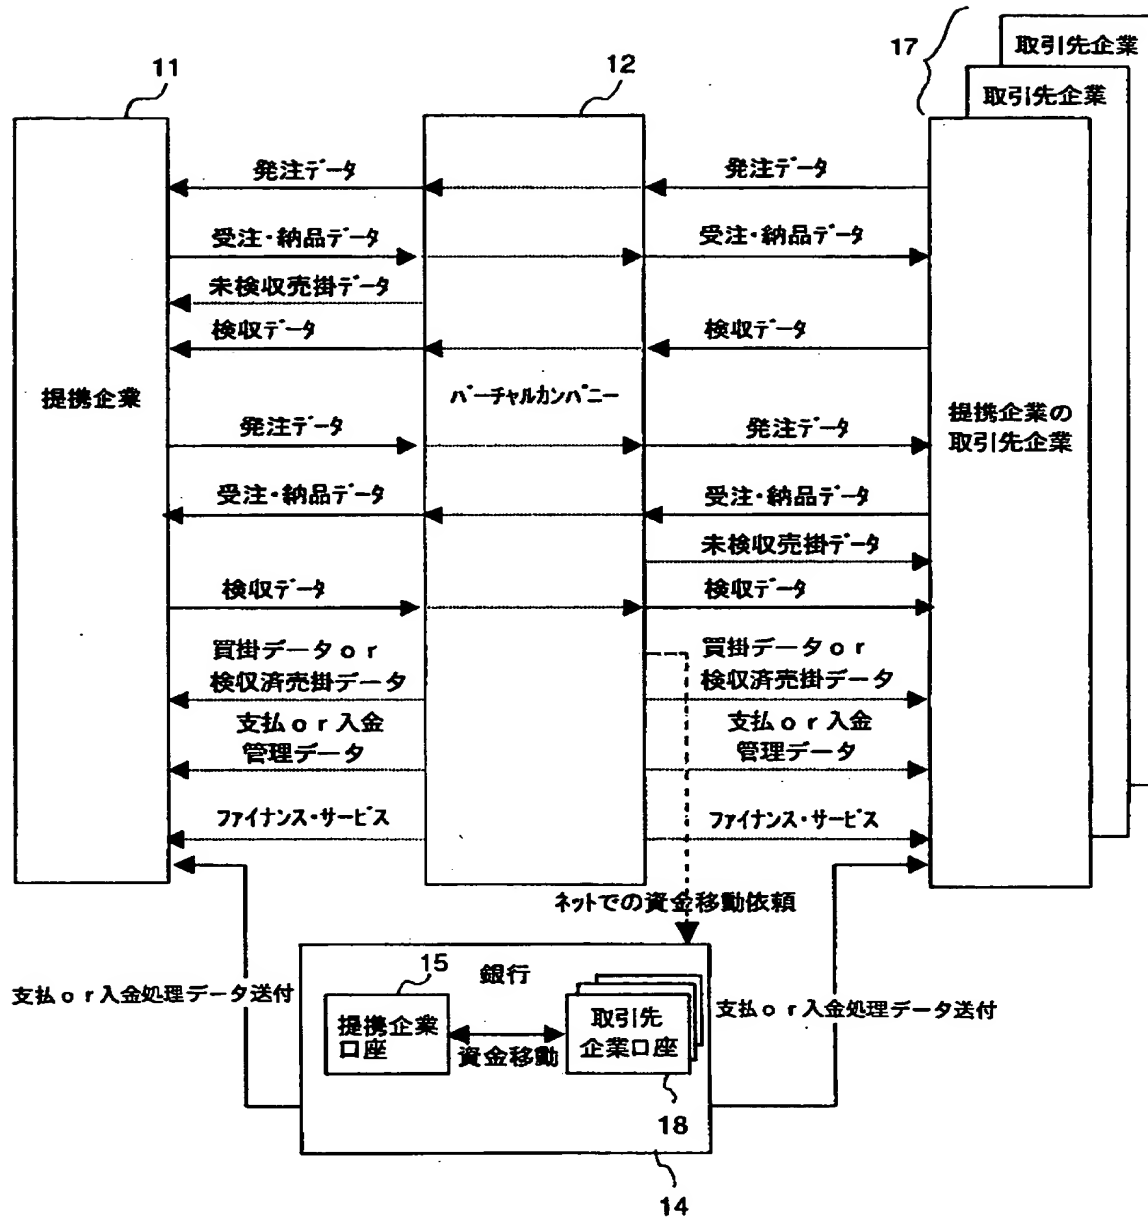 17
取引先企業
取引先企業
11
12
発注データ
発注データ
受注・納品データ
受注・納品データ
未検収売掛データ
検収データ
検収データ
提携企業
バーチャルカンパニー
提携企業の
取引先企業
発注データ
発注データ
受注・納品データ
受注・納品データ
未検収売掛データ
検収データ
検収データ
買掛データor
検収済売掛データ
買掛データor
検収済売掛データ
支払or入金
管理データ
支払or入金
管理データ
ファイナンス・サービス
ファイナンス・サービス
ネットでの資金移動依頼
支払or入金処理データ送付
支払or入金処理データ送付
銀行
15
提携企業
口座
資金移動
取引先
企業口座
18
14